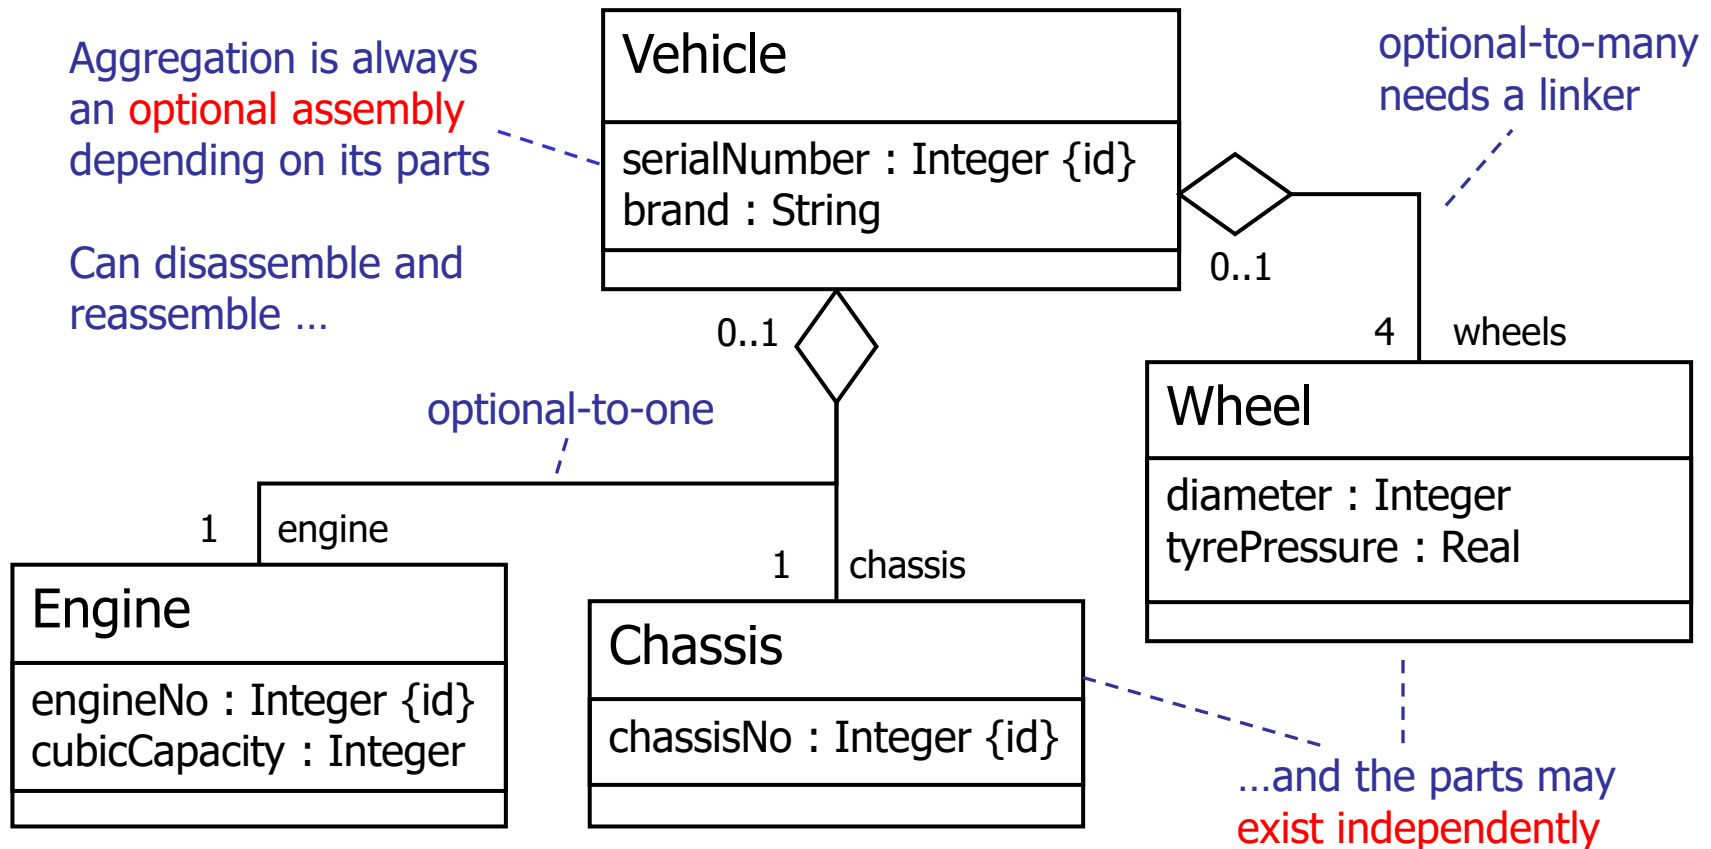 Aggregation is always
an optional assembly
depending on its parts
Can disassemble and
reassemble …
Vehicle
serialNumber : Integer {id}
brand : String
optional-to-many
needs a linker
0..1
0..1
4
wheels
optional-to-one
Wheel
diameter : Integer
tyrePressure : Real
1
engine
1
chassis
Engine
engineNo : Integer {id}
cubicCapacity : Integer
Chassis
chassisNo : Integer {id}
…and the parts may
exist independently